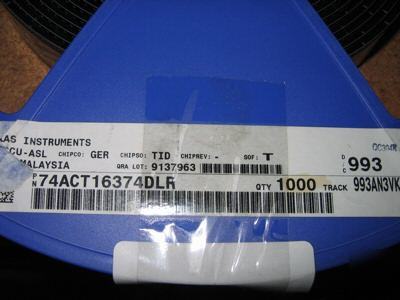 AS INSTRUMENTS
CCU-ASL CHIPCO: GER CHIPSO: TID CHIPREV: - SOF: T
MALAYSIA QRA LOT: 9137963
D/C 993
P/N 74ACT16374DLR QTY 1000 TRACK 993AN3VK